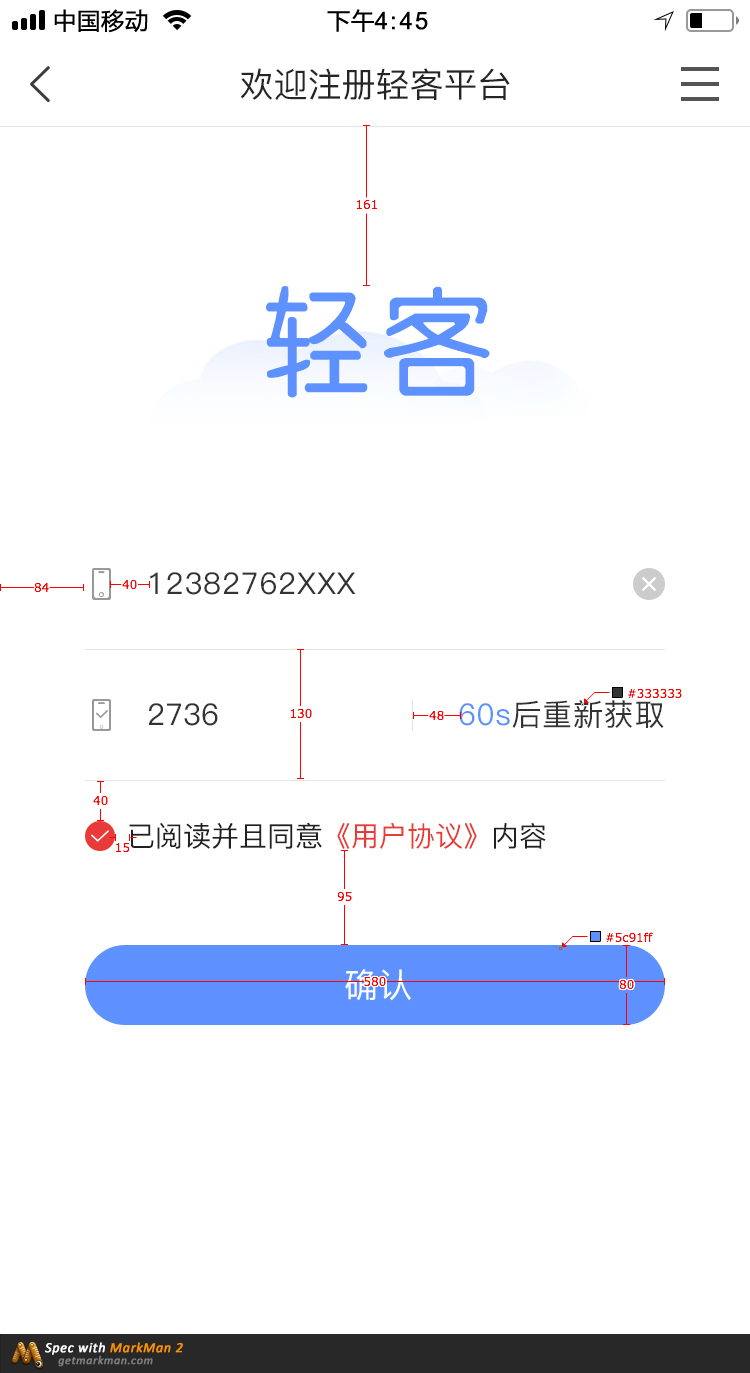 中国移动 下午4:45
欢迎注册轻客平台
161
轻客
84 40 12382762XXX
#333333
2736 130 48 60s后重新获取
40
已阅读并且同意《用户协议》内容
15
95
#5c91ff
确认 580 80
Spec with MarkMan 2
getmarkman.com